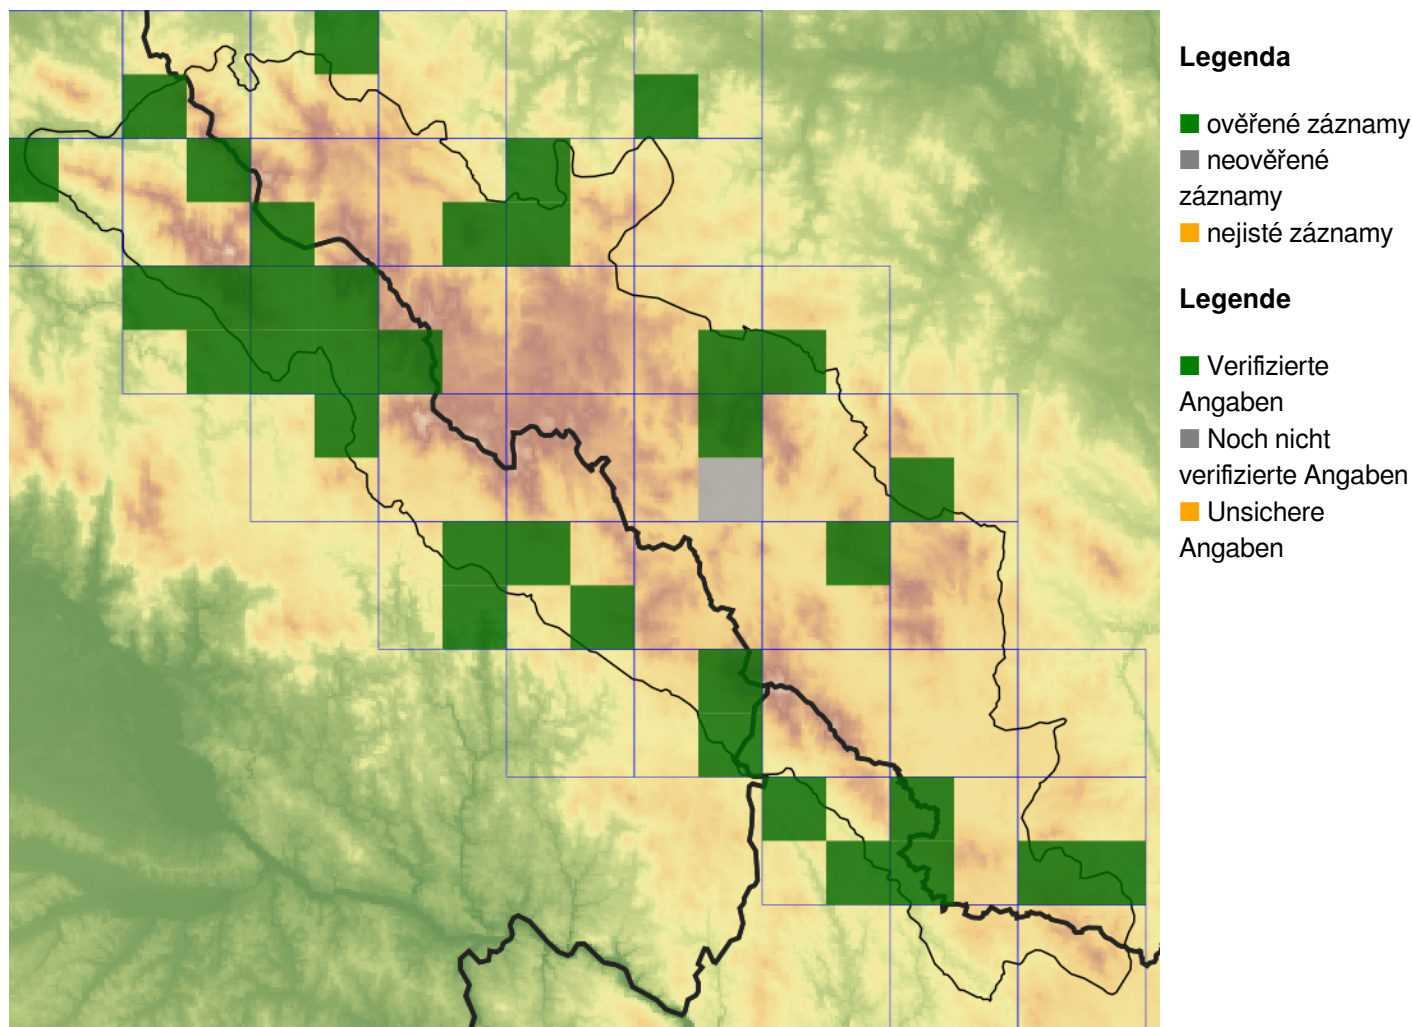 Legenda
ověřené záznamy
neověřené
záznamy
nejisté záznamy
Legende
Verifizierte
Angaben
Noch nicht
verifizierte Angaben
Unsichere
Angaben